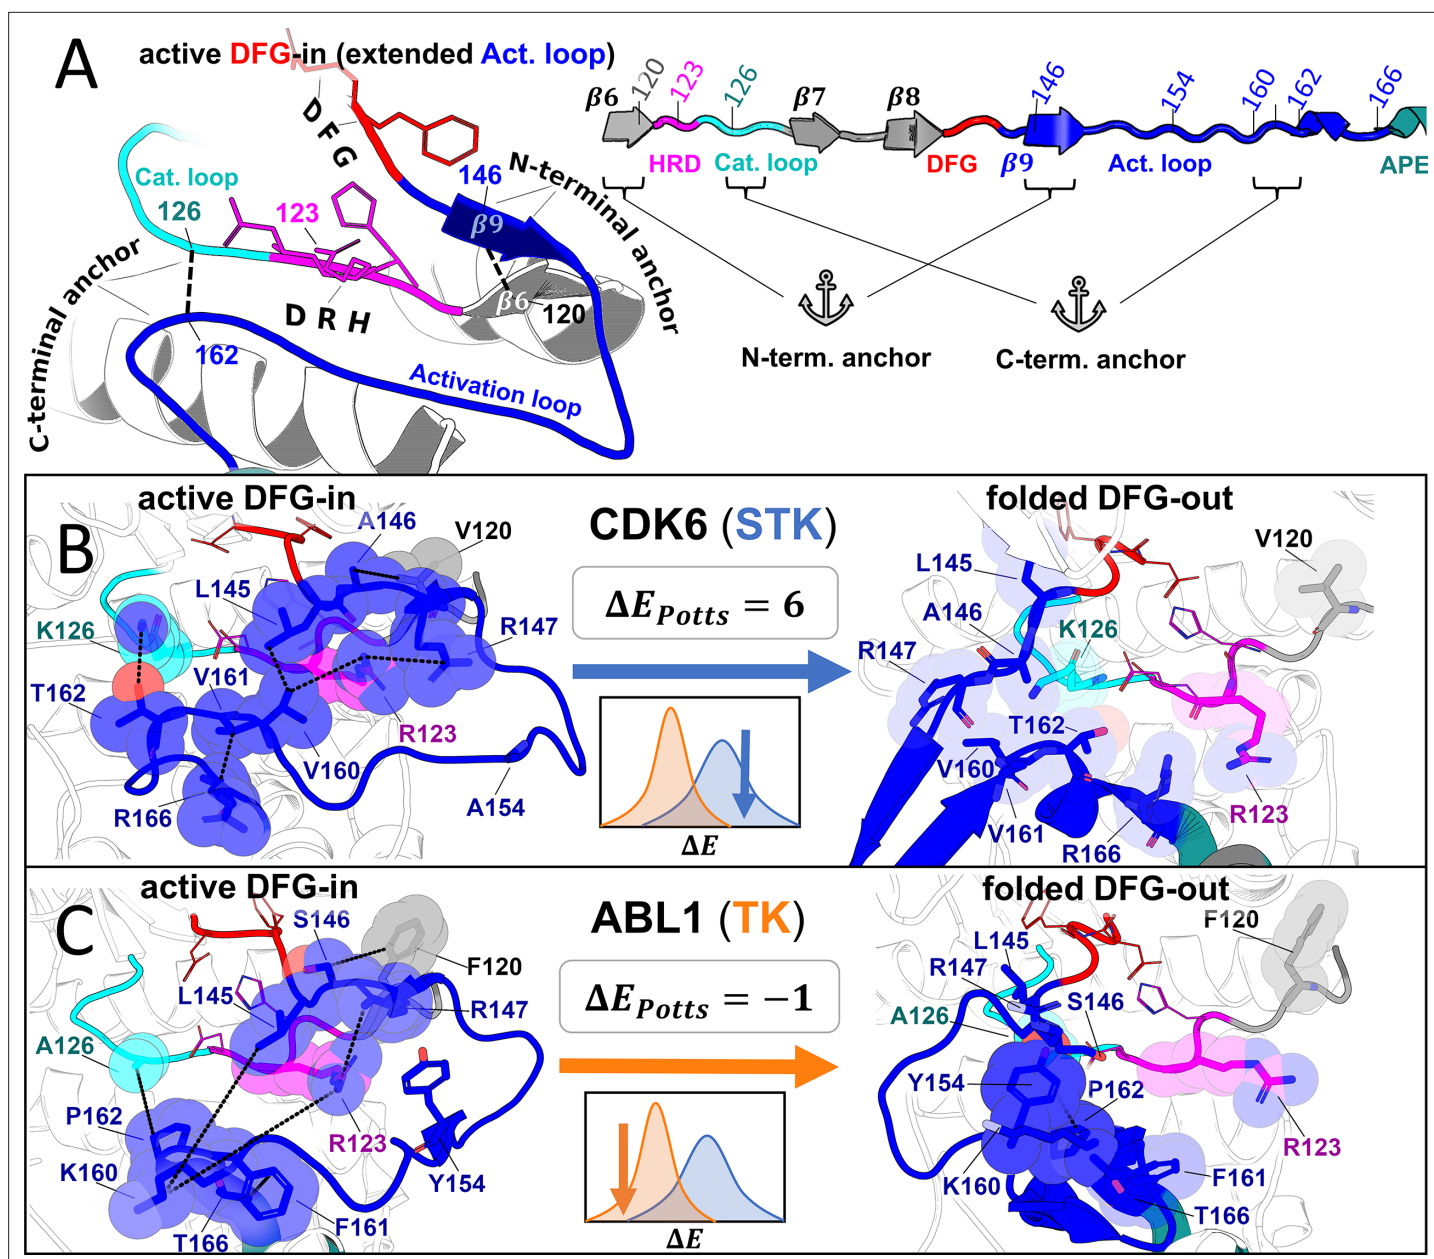 A
active DFG-in (extended Act. loop)
DFG
N-terminal anchor
Cat. loop
126
123
146
β9
β6
120
DRH
C-terminal anchor
162
Activation loop
β6
120
123
126
β7
β8
146
154
160
162
166
HRD
Cat. loop
DFG
β9
Act. loop
APE
N-term. anchor
C-term. anchor
B
active DFG-in
CDK6 (STK)
folded DFG-out
A146
V120
L145
K126
R147
V161
T162
R123
V160
R166
A154
ΔE_Potts = 6
ΔE
V120
L145
A146
K126
R147
T162
V160
V161
R123
R166
C
active DFG-in
ABL1 (TK)
folded DFG-out
S146
F120
L145
R147
A126
P162
R123
K160
Y154
F161
T166
ΔE_Potts = −1
ΔE
F120
L145
R147
S146
A126
Y154
P162
R123
K160
F161
T166